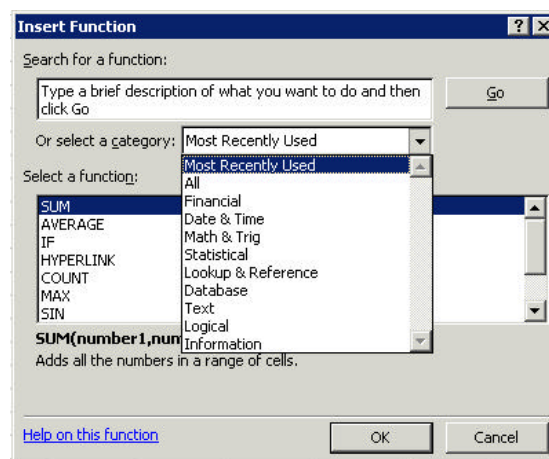 Insert Function
Search for a function:
Type a brief description of what you want to do and then
click Go
Go
Or select a category:
Most Recently Used
Most Recently Used
All
Financial
Date & Time
Math & Trig
Statistical
Lookup & Reference
Database
Text
Logical
Information
Select a function:
SUM
AVERAGE
IF
HYPERLINK
COUNT
MAX
SIN
SUM(number1,num
Adds all the numbers in a range of cells.
Help on this function
OK
Cancel